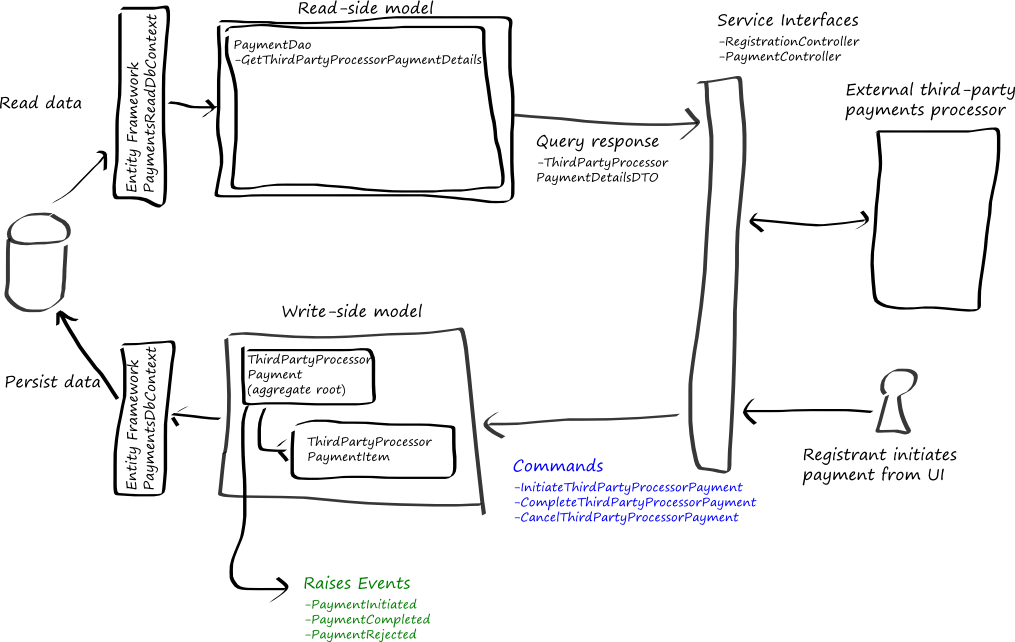 Read-side model
Service Interfaces
-RegistrationController
-PaymentController
PaymentDao
-GetThirdPartyProcessorPaymentDetails
Entity Framework
PaymentsReadDbContext
Read data
External third-party
payments processor
Query response
-ThirdPartyProcessor
PaymentDetailsDTO
Write-side model
ThirdPartyProcessor
Payment
(aggregate root)
ThirdPartyProcessor
PaymentItem
Entity Framework
PaymentsDbContext
Persist data
Registrant initiates
payment from UI
Commands
-InitiateThirdPartyProcessorPayment
-CompleteThirdPartyProcessorPayment
-CancelThirdPartyProcessorPayment
Raises Events
-PaymentInitiated
-PaymentCompleted
-PaymentRejected